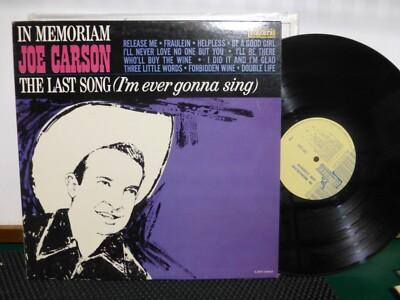 IN MEMORIAM
JOE CARSON
THE LAST SONG (I'm ever gonna sing)
RELEASE ME • FRAULEIN • HELPLESS • BE A GOOD GIRL
I'LL NEVER LOVE NO ONE BUT YOU • I'LL BE THERE
WHO'LL BUY THE WINE • I DID IT AND I'M GLAD
THREE LITTLE WORDS • FORBIDDEN WINE • DOUBLE LIFE